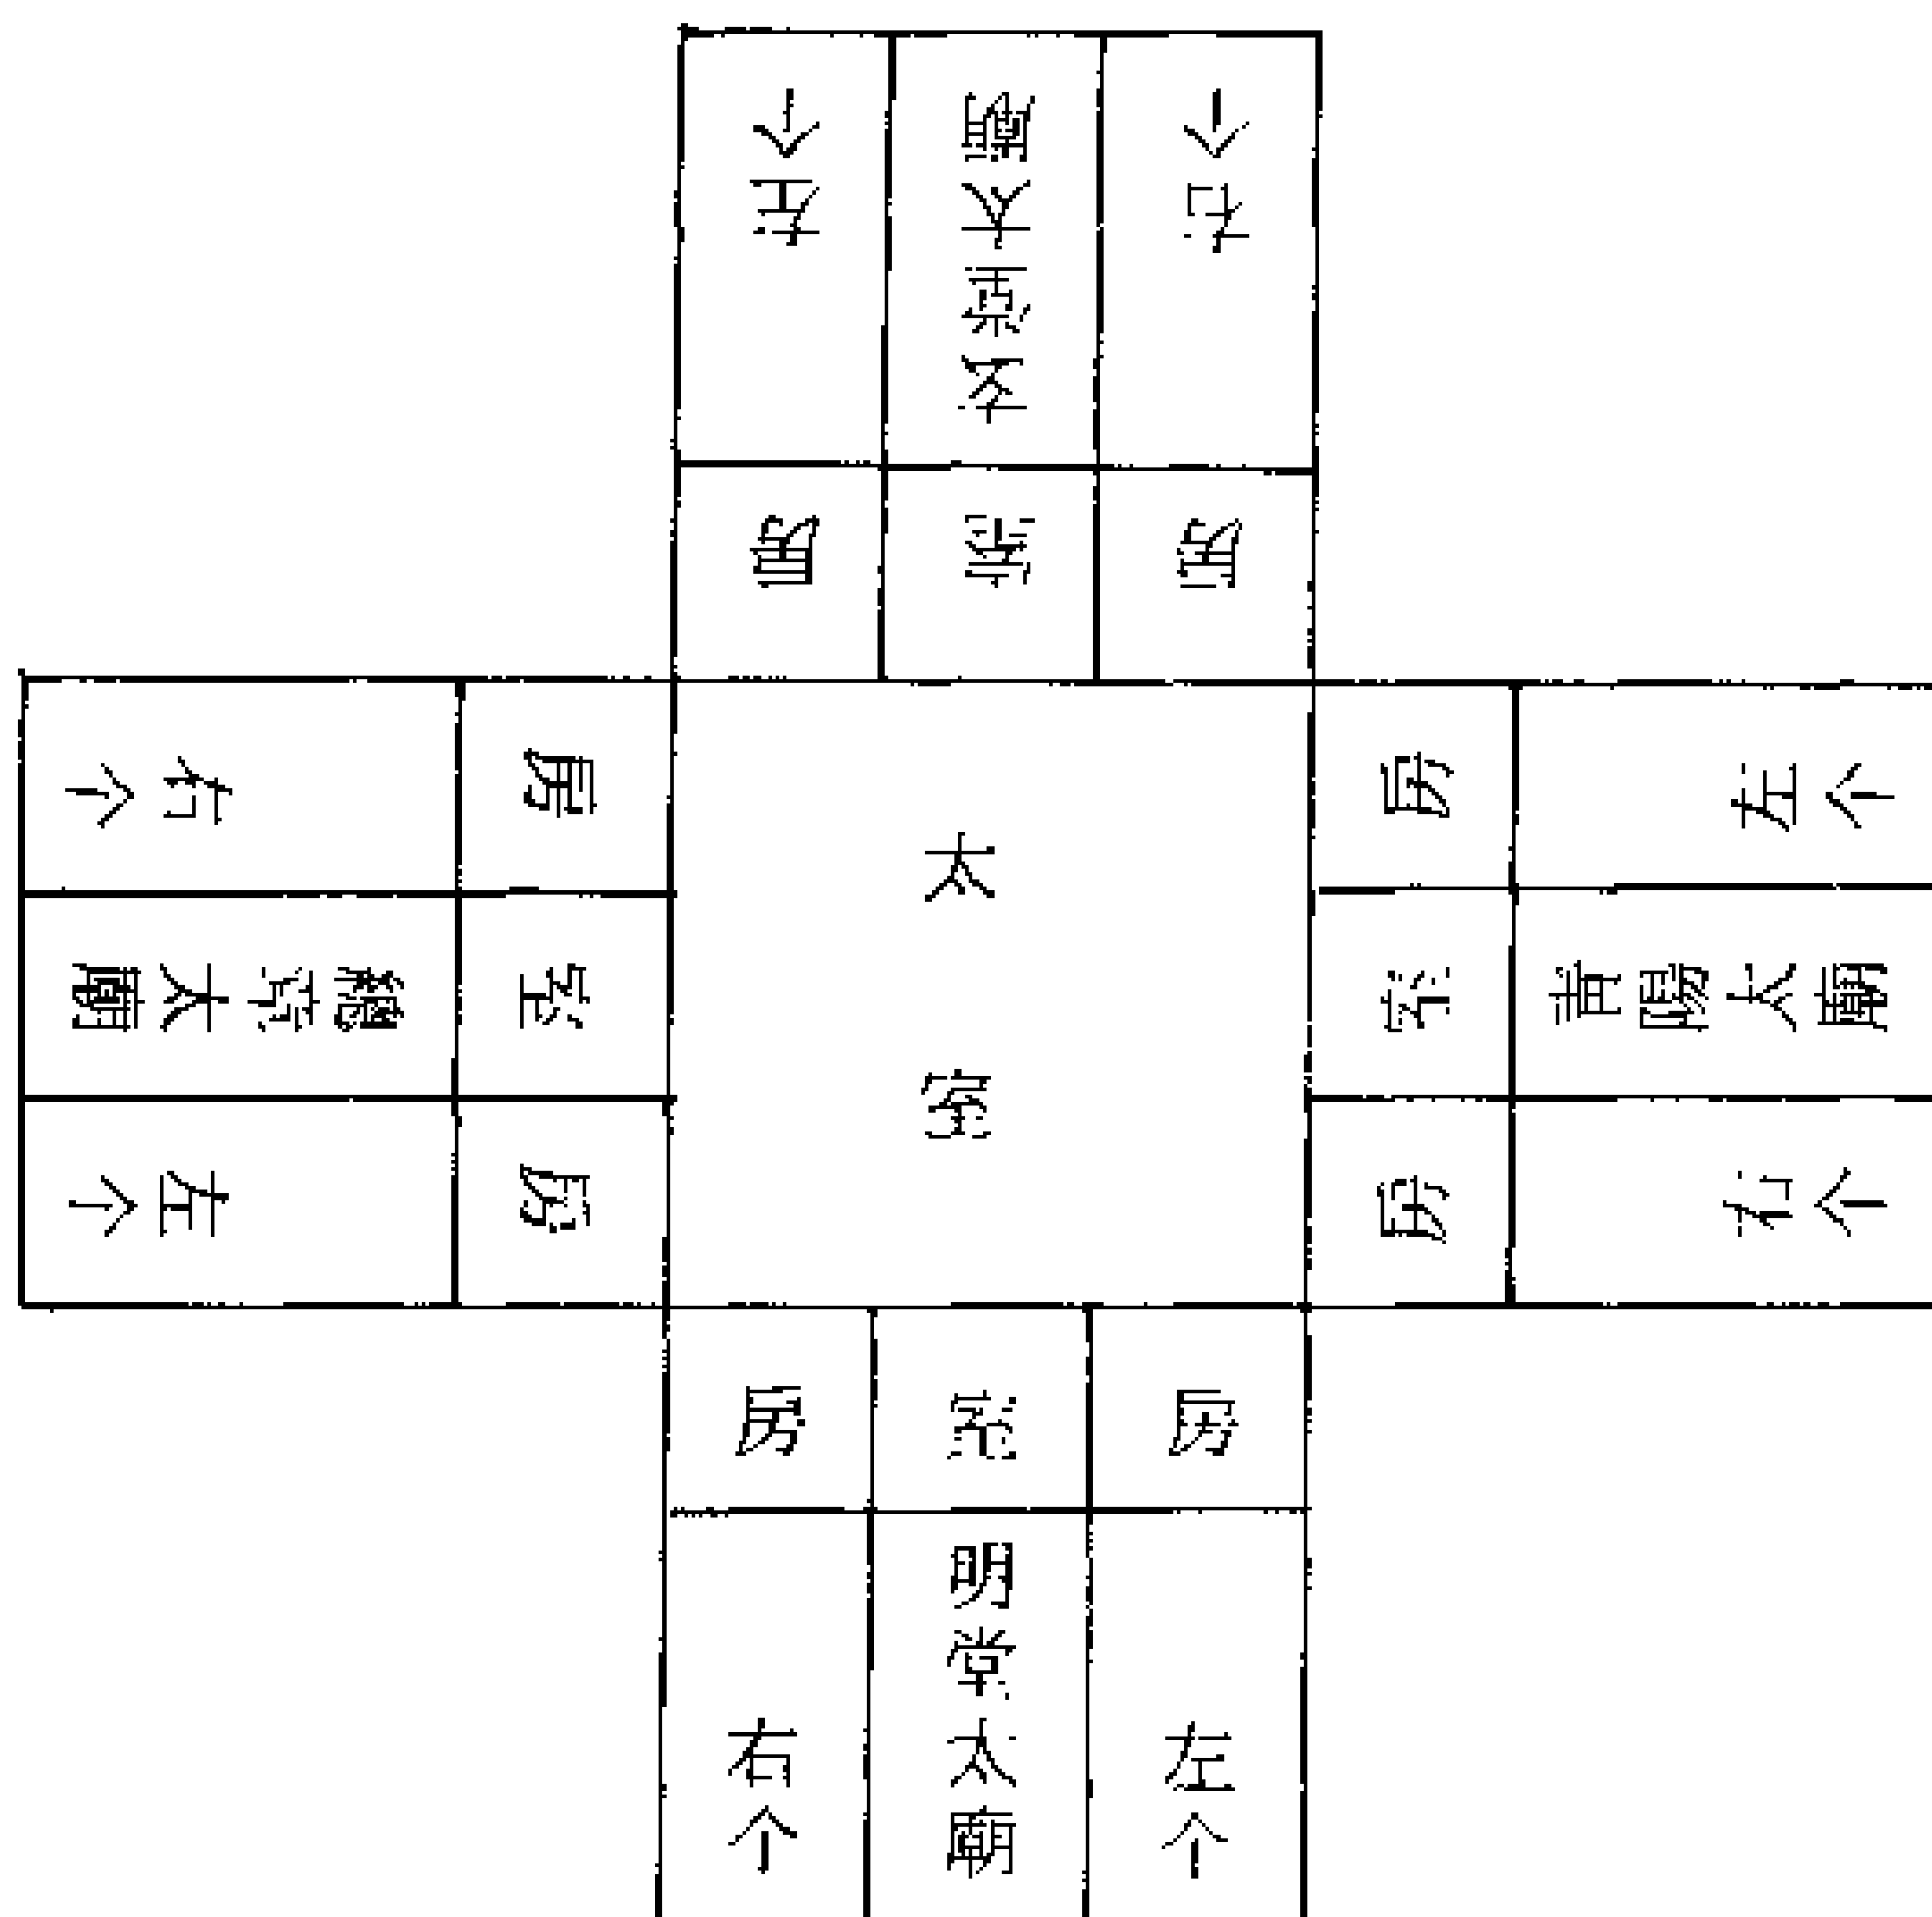 左个
玄堂太廟
右个
房
室
房
右个
房
房
左个
總章太廟
室
太室
室
青陽太廟
左个
房
房
右个
房
室
房
右个
明堂太廟
左个